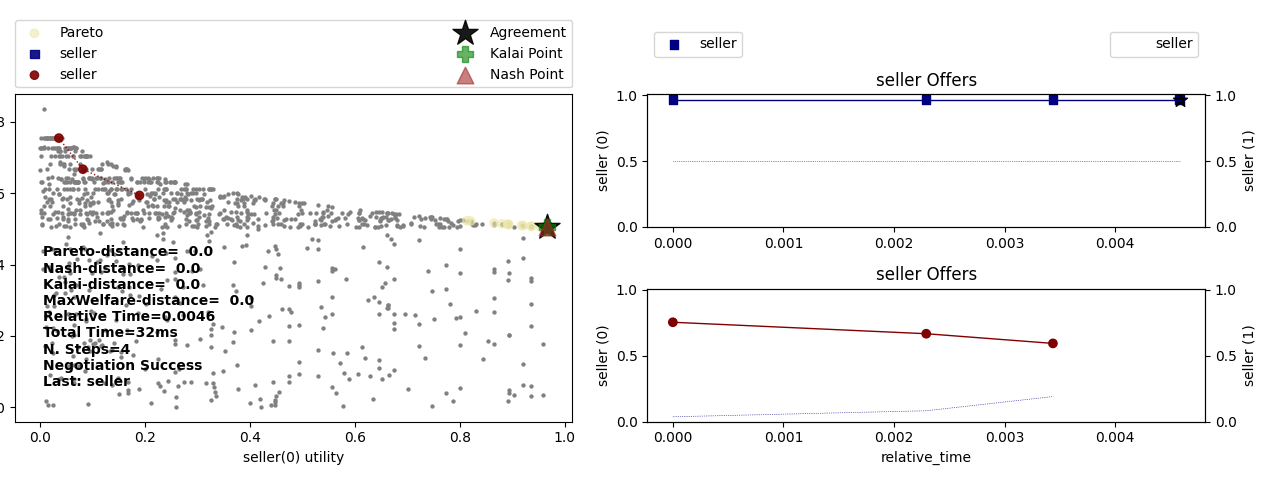 Pareto
seller
seller
Agreement
Kalai Point
Nash Point
8
6
4
2
0
Pareto-distance= 0.0
Nash-distance= 0.0
Kalai-distance= 0.0
MaxWelfare-distance= 0.0
Relative Time=0.0046
Total Time=32ms
N. Steps=4
Negotiation Success
Last: seller
0.0 0.2 0.4 0.6 0.8 1.0
seller(0) utility
seller
seller
seller Offers
seller (0)
1.0
0.5
0.0
0.000 0.001 0.002 0.003 0.004
1.0
0.5
0.0
seller (1)
seller Offers
seller (0)
1.0
0.5
0.0
0.000 0.001 0.002 0.003 0.004
1.0
0.5
0.0
seller (1)
relative_time